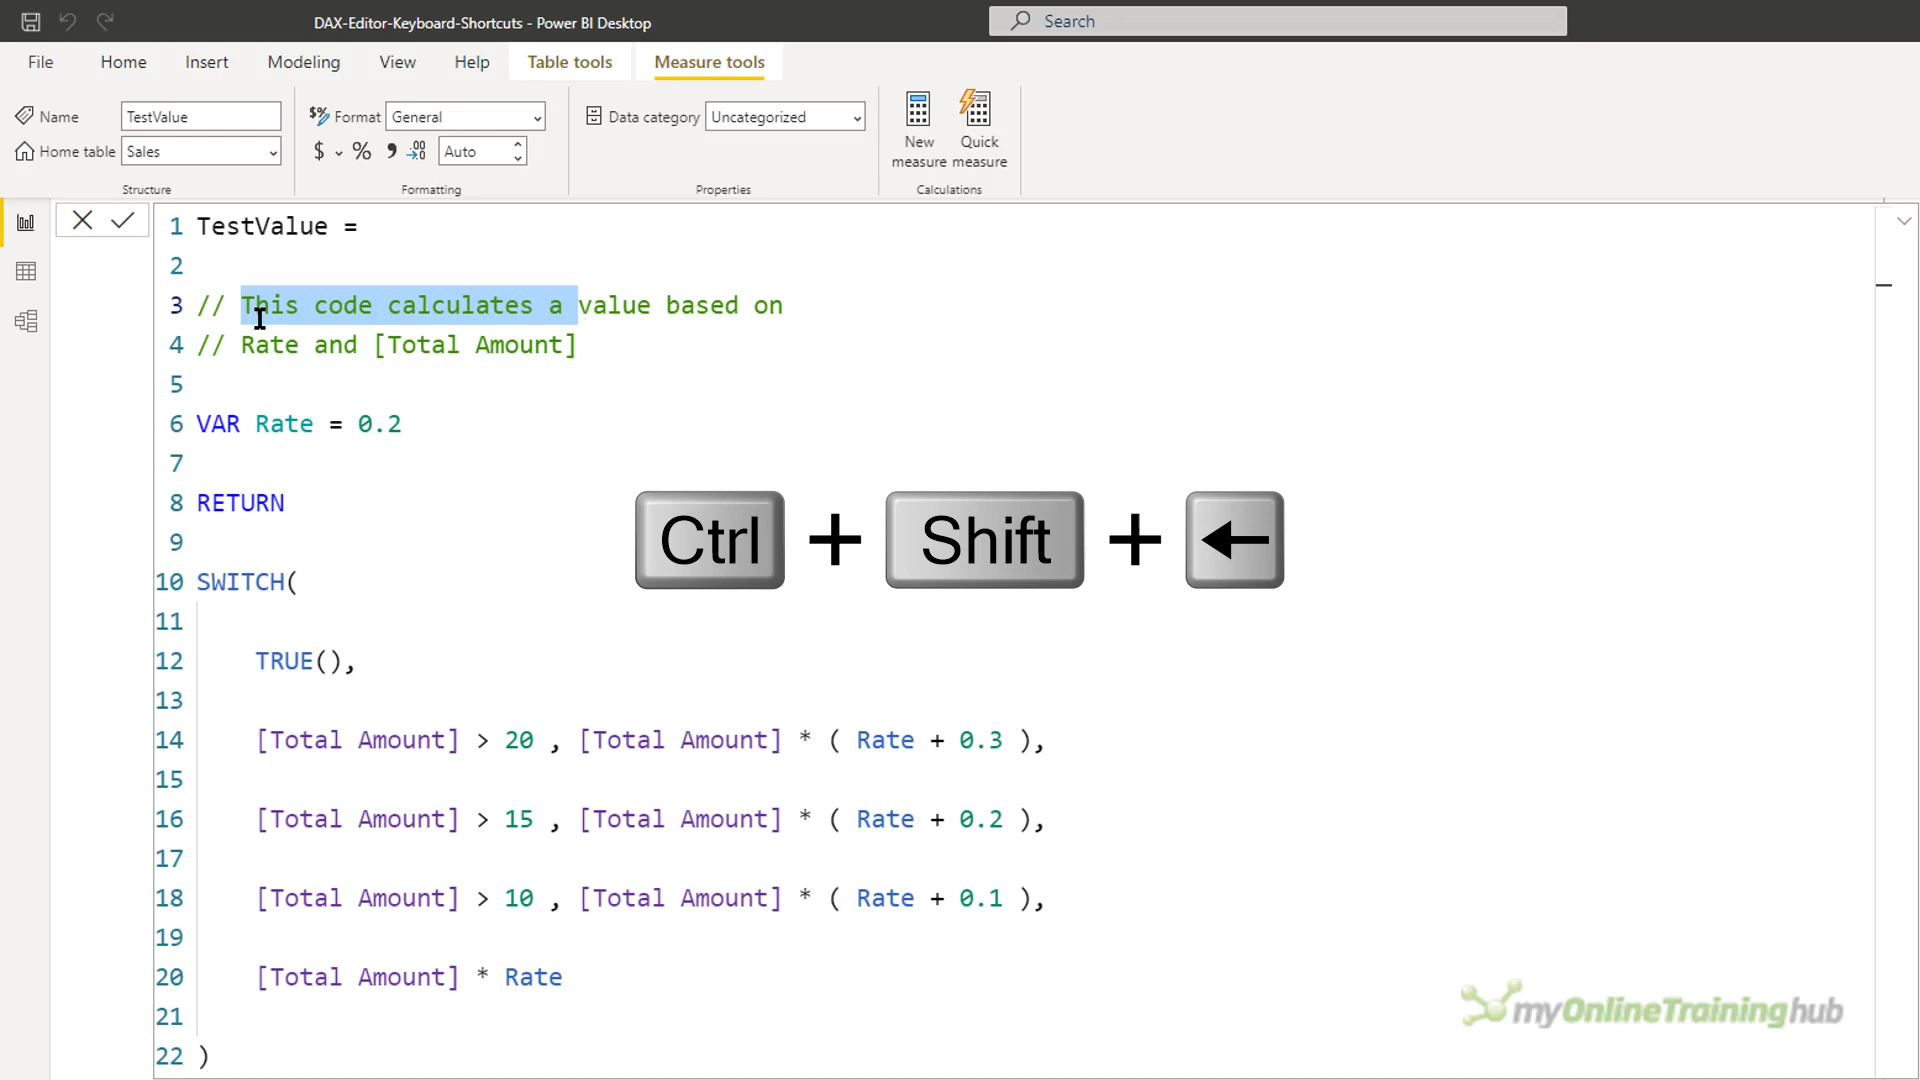 DAX-Editor-Keyboard-Shortcuts - Power BI Desktop
Search
File Home Insert Modeling View Help Table tools Measure tools
Name TestValue
Home table Sales
Structure
$% Format General
$ % , .00 Auto
Formatting
Data category Uncategorized
Properties
New measure
Quick measure
Calculations
1 TestValue =
2
3 // This code calculates a value based on
4 // Rate and [Total Amount]
5
6 VAR Rate = 0.2
7
8 RETURN
9
10 SWITCH(
11
12 TRUE(),
13
14 [Total Amount] > 20 , [Total Amount] * ( Rate + 0.3 ),
15
16 [Total Amount] > 15 , [Total Amount] * ( Rate + 0.2 ),
17
18 [Total Amount] > 10 , [Total Amount] * ( Rate + 0.1 ),
19
20 [Total Amount] * Rate
21
22 )
Ctrl + Shift + ←
myOnlineTraininghub